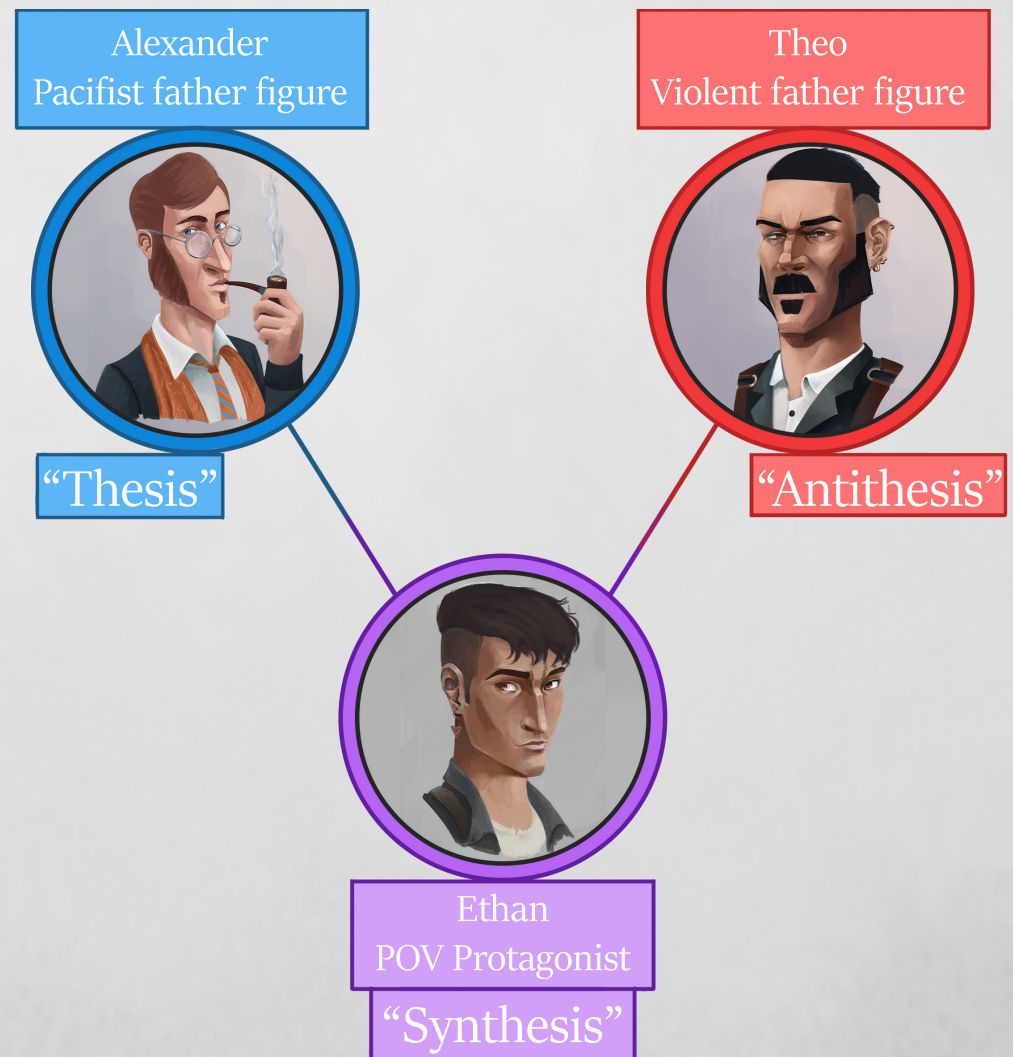 Alexander
Pacifist father figure
Theo
Violent father figure
“Thesis”
“Antithesis”
Ethan
POV Protagonist
“Synthesis”